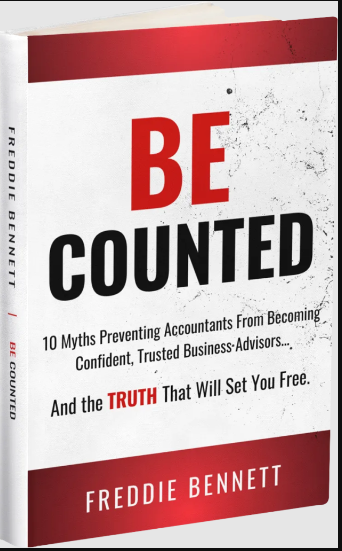 FREDDIE BENNETT | BE COUNTED
BE
COUNTED
10 Myths Preventing Accountants From Becoming
Confident, Trusted Business-Advisors...
And the TRUTH That Will Set You Free.
FREDDIE BENNETT